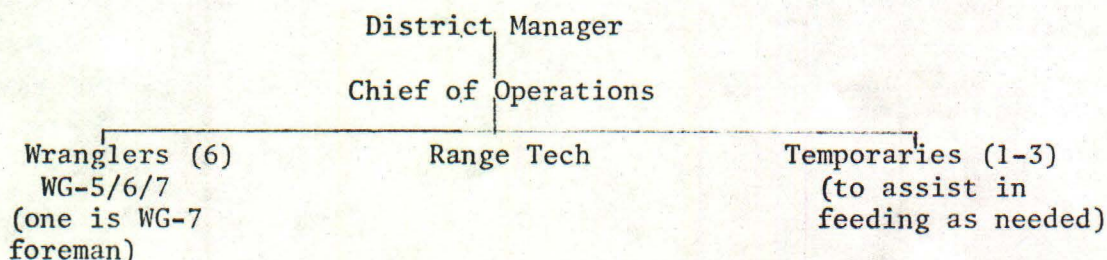 District Manager
Chief of Operations
Wranglers (6)
WG-5/6/7
(one is WG-7
foreman)
Range Tech
Temporaries (1-3)
(to assist in
feeding as needed)